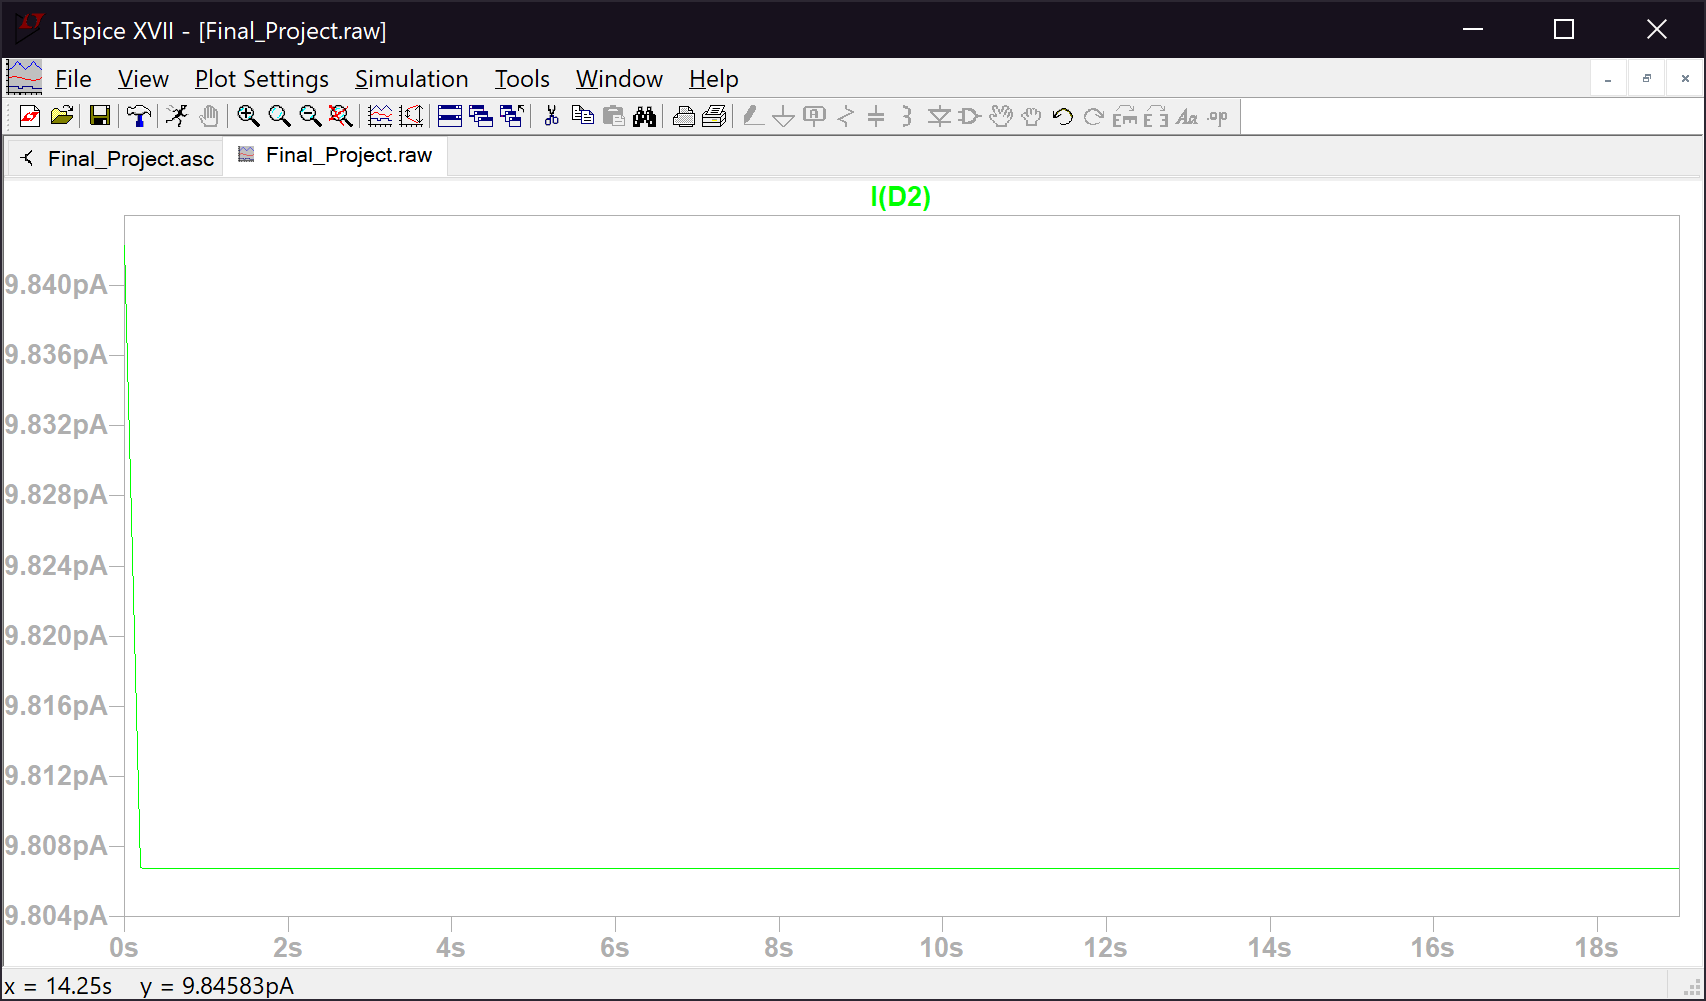 LTspice XVII - [Final_Project.raw]
File View Plot Settings Simulation Tools Window Help
Final_Project.asc Final_Project.raw
I(D2)
9.840pA
9.836pA
9.832pA
9.828pA
9.824pA
9.820pA
9.816pA
9.812pA
9.808pA
9.804pA
0s 2s 4s 6s 8s 10s 12s 14s 16s 18s
x = 14.25s y = 9.84583pA